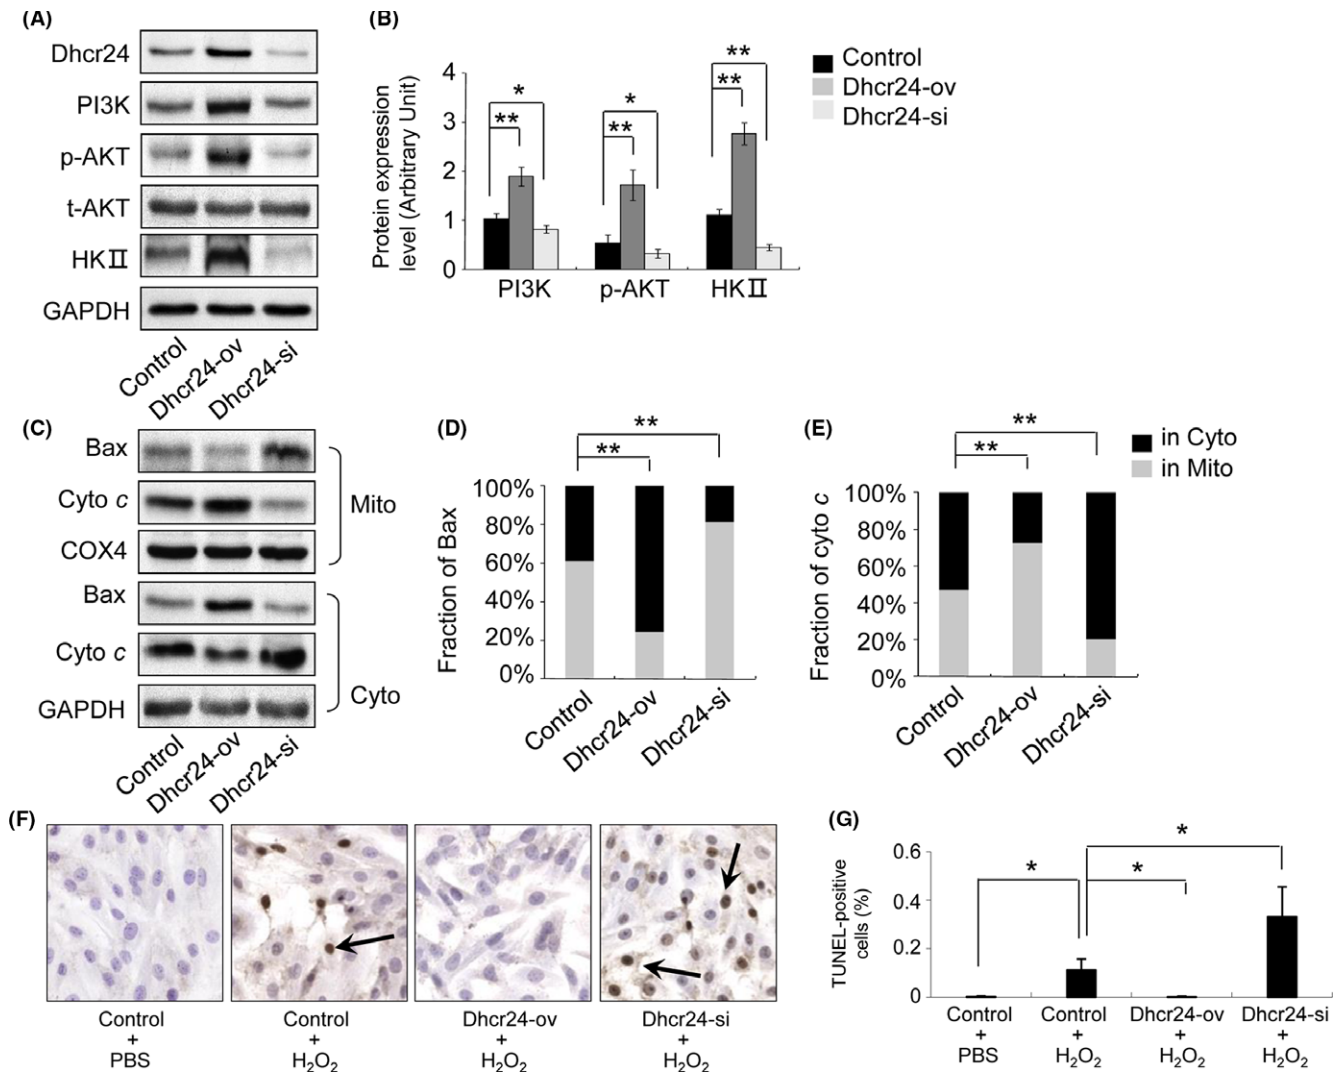 (A)
Dhcr24
PI3K
p-AKT
t-AKT
HKⅡ
GAPDH
Control
Dhcr24-ov
Dhcr24-si
(B)
Protein expression
level (Arbitrary Unit)
4
3
2
1
0
** *
** *
** **
PI3K p-AKT HKⅡ
Control
Dhcr24-ov
Dhcr24-si
(C)
Bax
Cyto c
COX4
Mito
Bax
Cyto c
GAPDH
Cyto
Control
Dhcr24-ov
Dhcr24-si
(D)
**
**
Fraction of Bax
100%
80%
60%
40%
20%
0%
Control
Dhcr24-ov
Dhcr24-si
(E)
**
**
Fraction of cyto c
100%
80%
60%
40%
20%
0%
Control
Dhcr24-ov
Dhcr24-si
in Cyto
in Mito
(F)
Control
+
PBS
Control
+
H₂O₂
Dhcr24-ov
+
H₂O₂
Dhcr24-si
+
H₂O₂
(G)
*
* *
TUNEL-positive
cells (%)
0.6
0.4
0.2
0
Control
+
PBS
Control
+
H₂O₂
Dhcr24-ov
+
H₂O₂
Dhcr24-si
+
H₂O₂